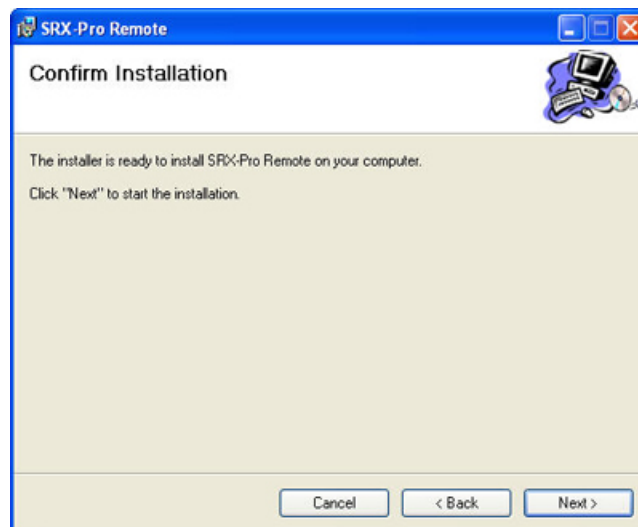 SRX-Pro Remote
Confirm Installation
The installer is ready to install SRX-Pro Remote on your computer.
Click "Next" to start the installation.
Cancel
< Back
Next >